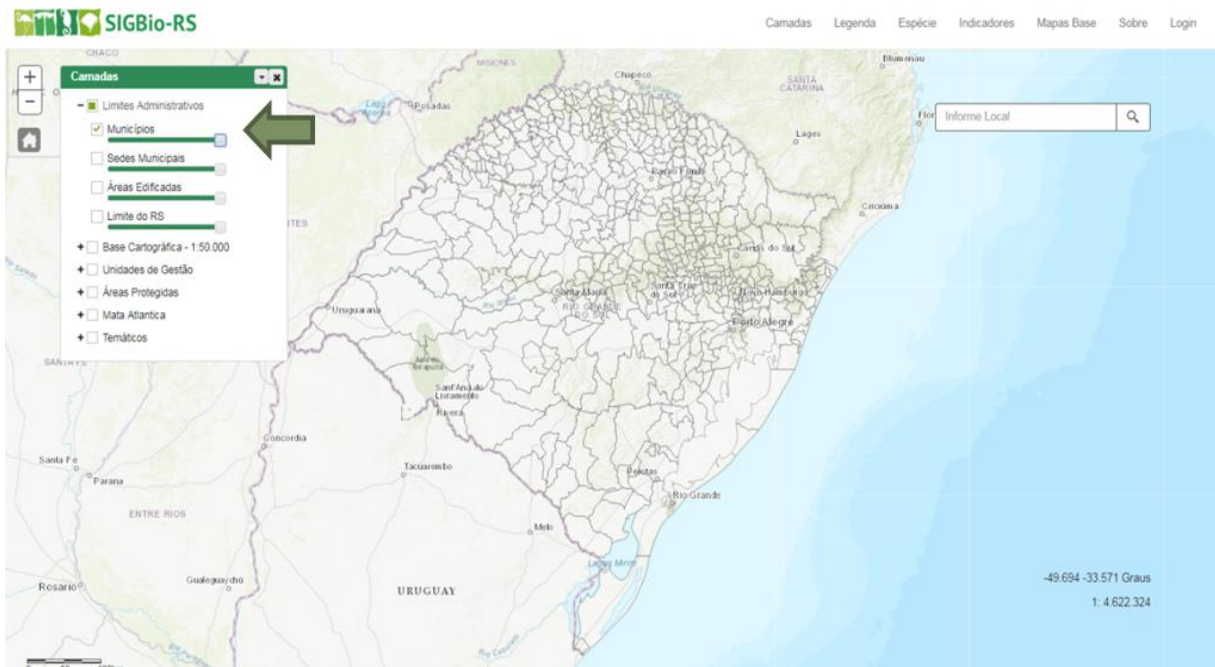 SIGBio-RS
Camadas Legenda Espécie Indicadores Mapas Base Sobre Login
CHACO
MISIONES
Blumenau
Camadas
Chapecó
SANTA
CATARINA
Limites Administrativos
Posadas
Informe Local
Municípios
Lages
Sedes Municipais
Passo Fundo
Áreas Edificadas
Criciúma
Limite do RS
Base Cartográfica - 1:50.000
Caxias do Sul
Unidades de Gestão
Áreas Protegidas
Santa Maria
Santa Cruz
do Sul
Novo Hamburgo
RIO GRANDE
DO SUL
Mata Atlantica
Uruguaiana
Porto Alegre
Temáticos
Sant'Ana do
Livramento
Rivera
Concordia
Santa Fe
Tacuarembo
Parana
Pelotas
Rio Grande
ENTRE RIOS
Melo
Lagoa Mirim
-49.694 -33.571 Graus
Rosario
Gualeguaychú
URUGUAY
1: 4.622.324